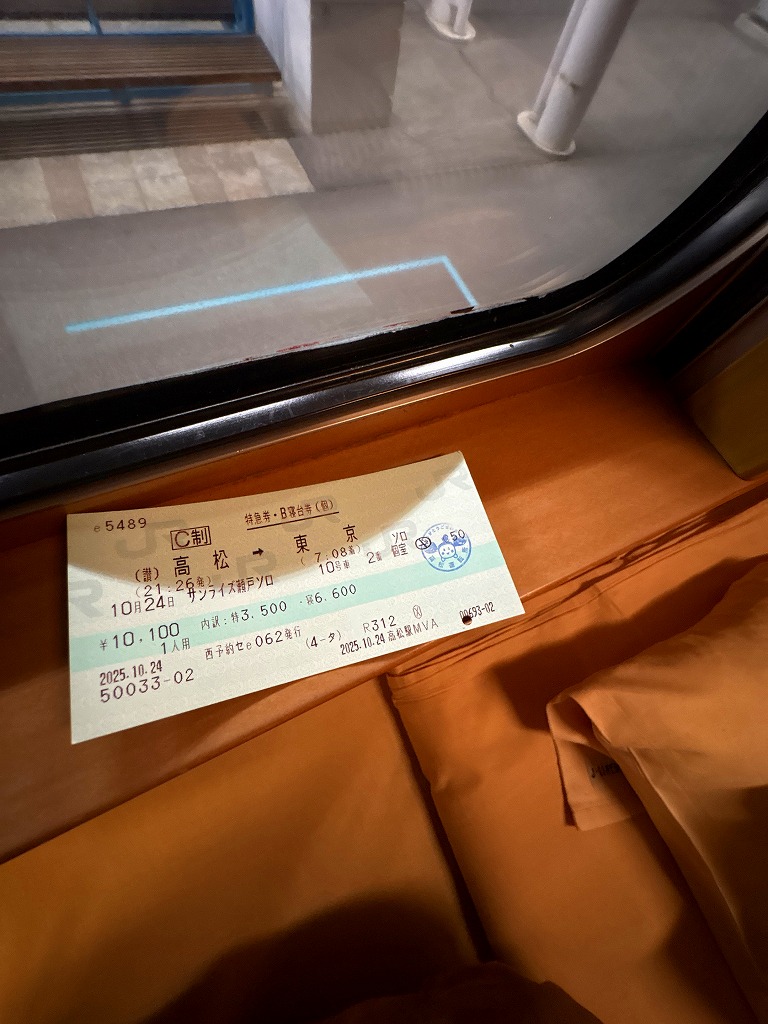 e5489
C制
特急券・B寝台券(個)
(讃) 高松 → 東京
(21:26発) (7:08着) ソロ
10月24日 サンライズ瀬戸ソロ 10号車 2番 個室 50
¥10,100 内訳:特3,500・寝6,600
1人用
西予約セe062発行 (4-タ) R312
2025.10.24 2025.10.24高松駅MVA 00693-02
50033-02